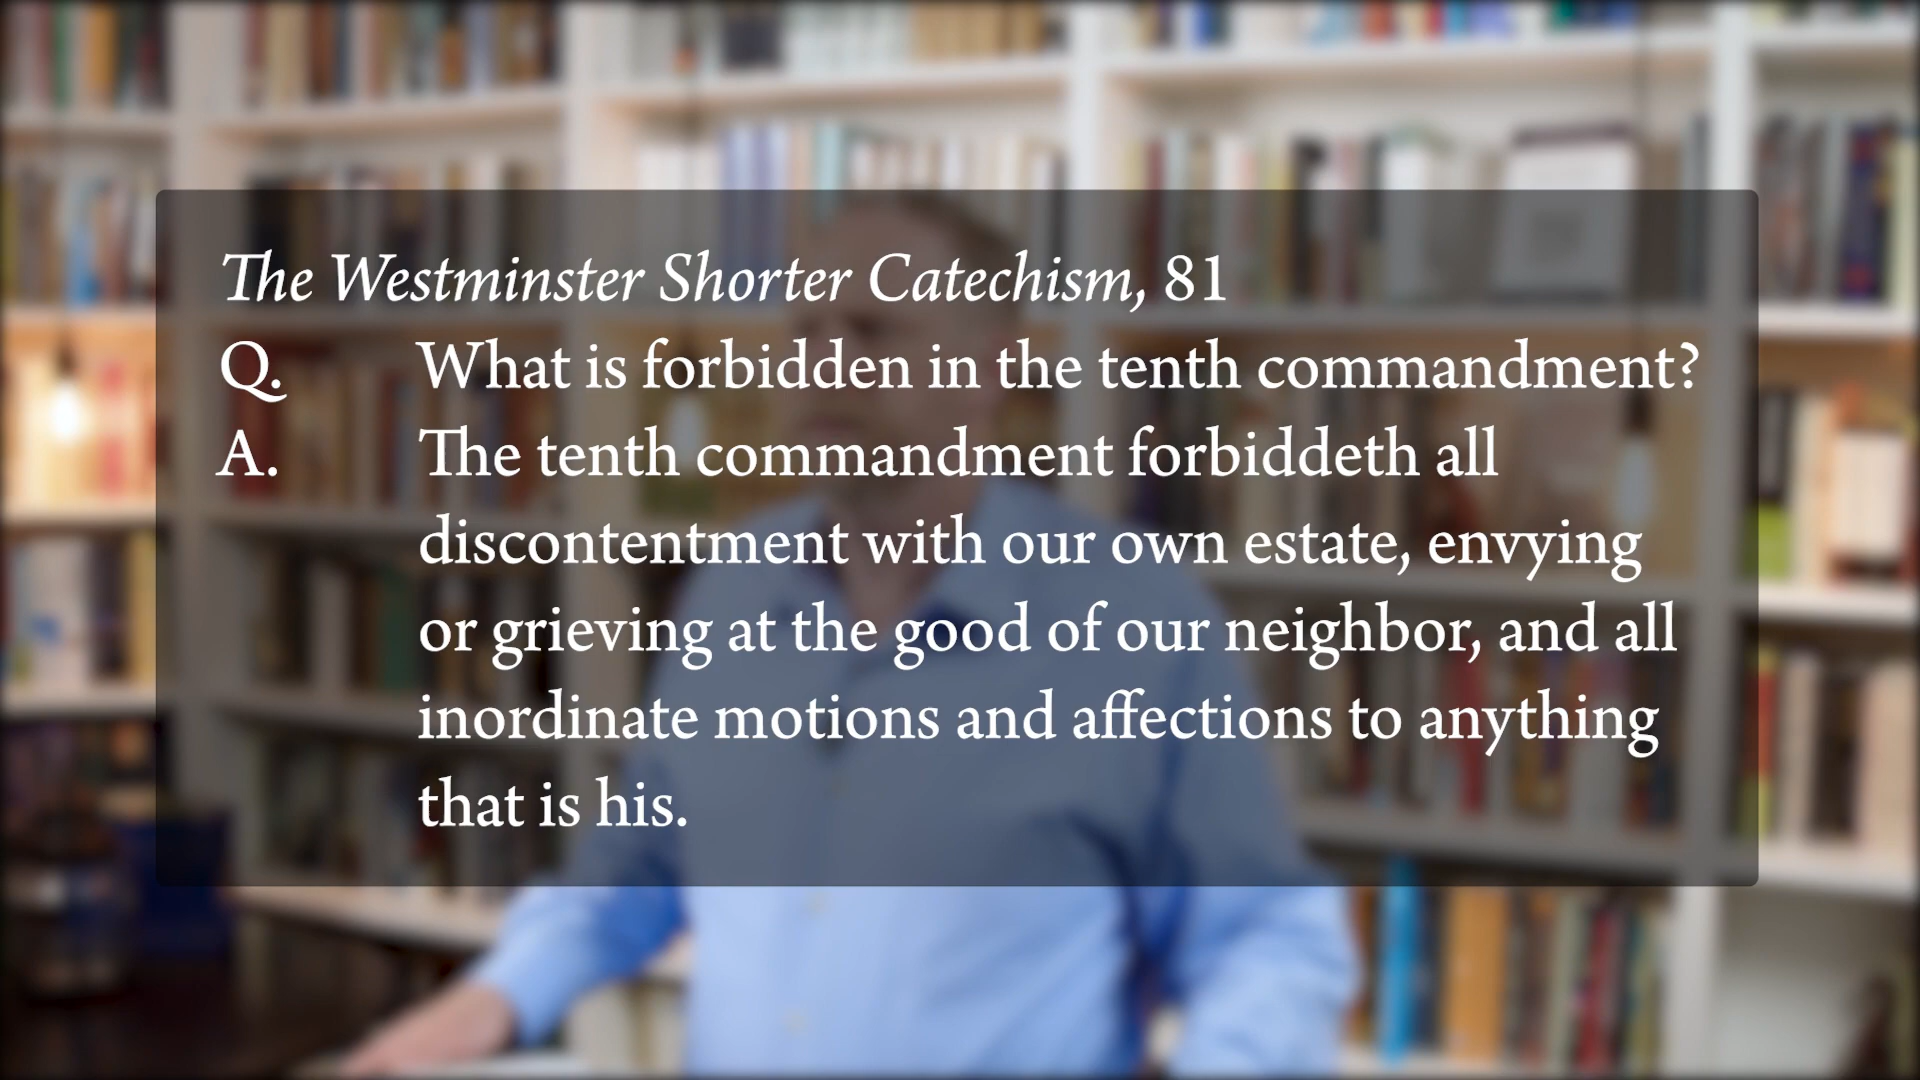 The Westminster Shorter Catechism, 81
Q. What is forbidden in the tenth commandment?
A. The tenth commandment forbiddeth all
discontentment with our own estate, envying
or grieving at the good of our neighbor, and all
inordinate motions and affections to anything
that is his.